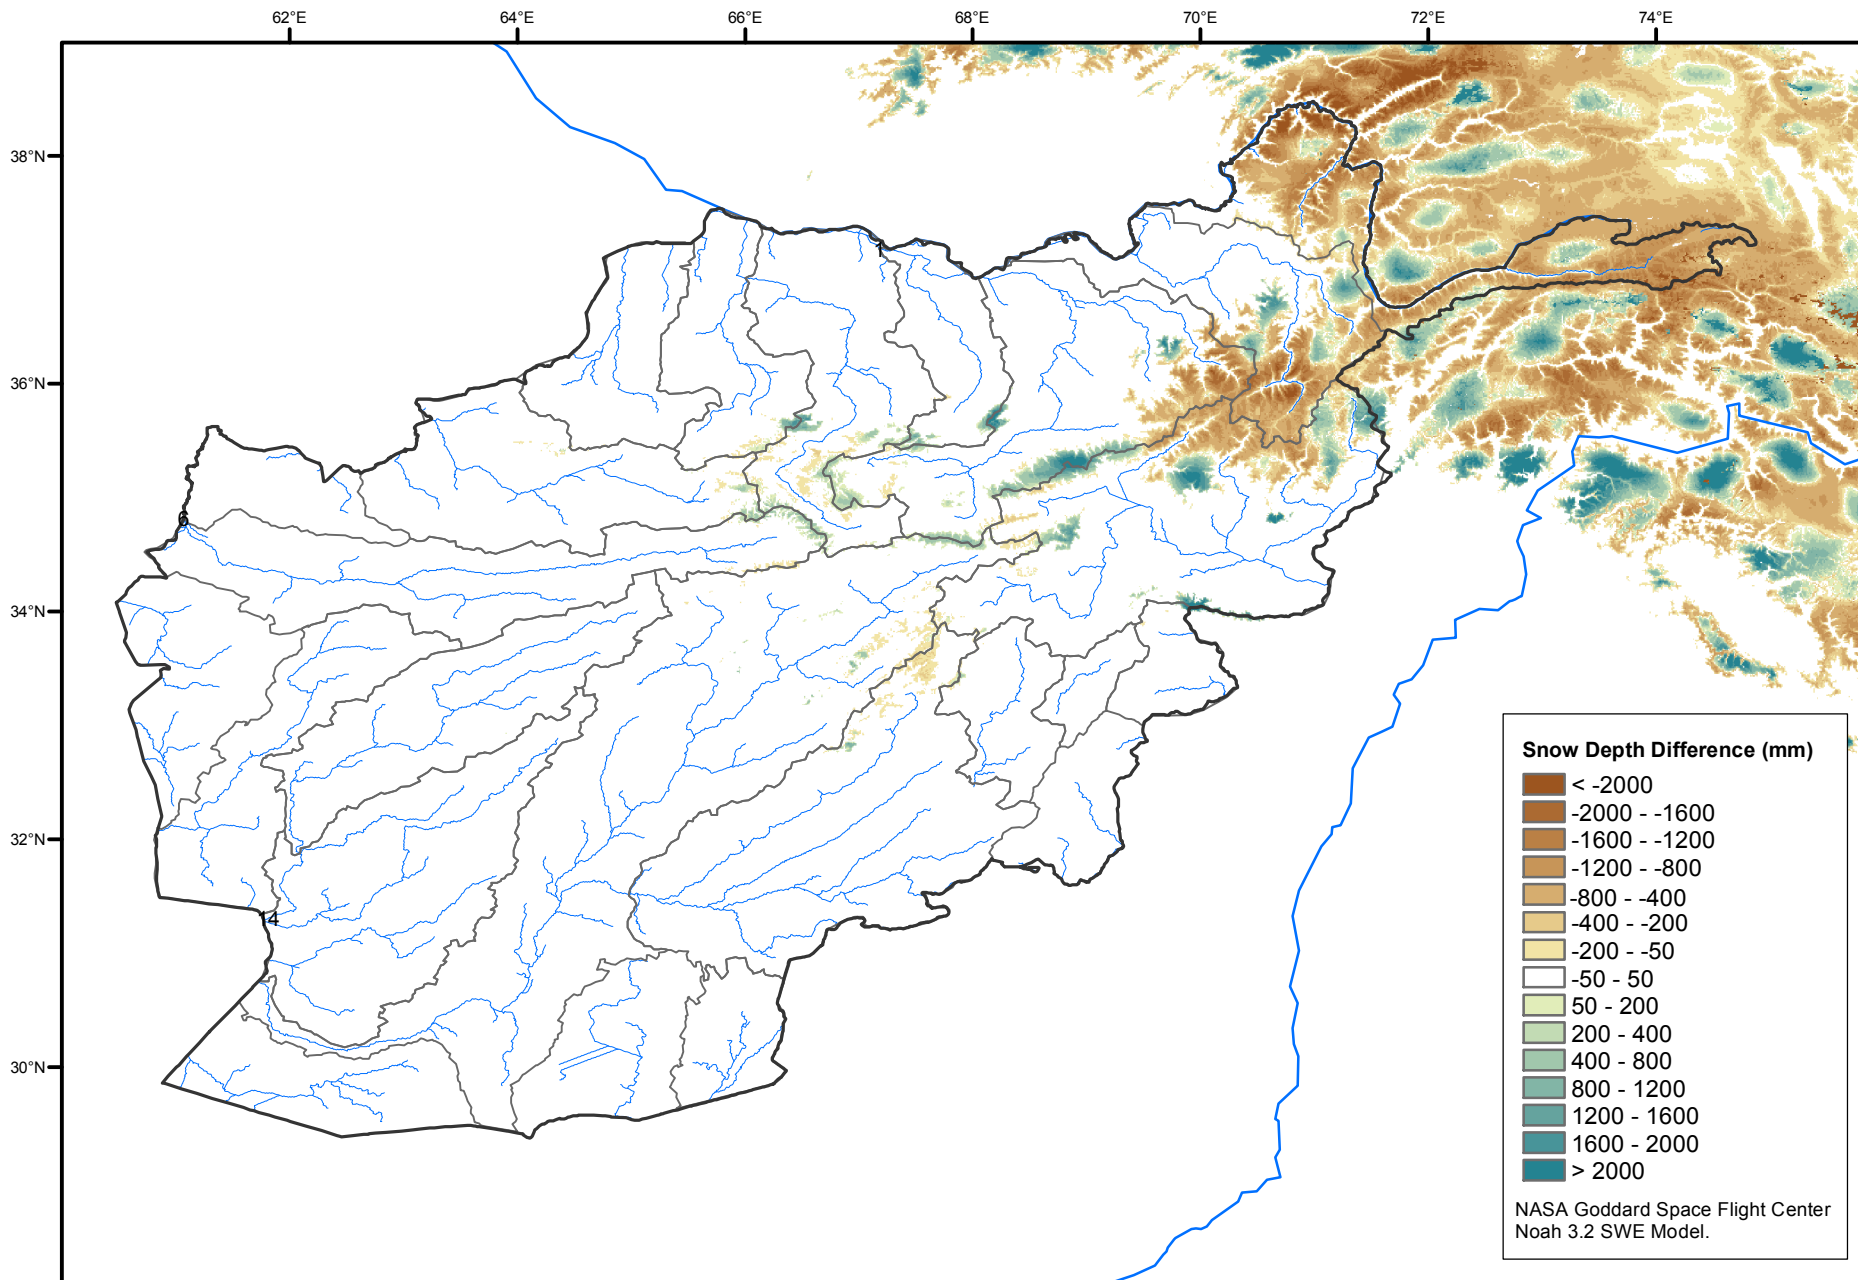 62°E 64°E 66°E 68°E 70°E 72°E 74°E
38°N
1
36°N
6
34°N
32°N
14
30°N
Snow Depth Difference (mm)
< -2000
-2000 - -1600
-1600 - -1200
-1200 - -800
-800 - -400
-400 - -200
-200 - -50
-50 - 50
50 - 200
200 - 400
400 - 800
800 - 1200
1200 - 1600
1600 - 2000
> 2000
NASA Goddard Space Flight Center
Noah 3.2 SWE Model.